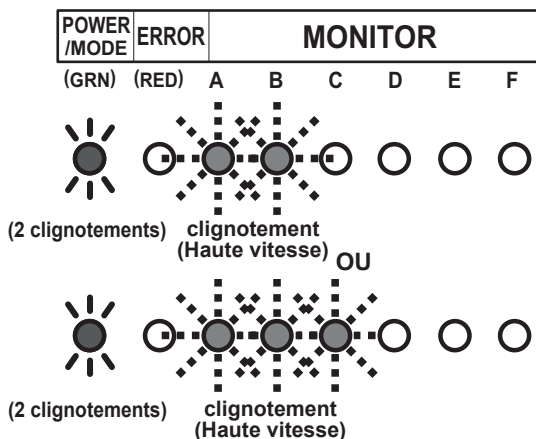 POWER /MODE ERROR MONITOR
(GRN) (RED) A B C D E F
(2 clignotements) clignotement
(Haute vitesse)
OU
(2 clignotements) clignotement
(Haute vitesse)